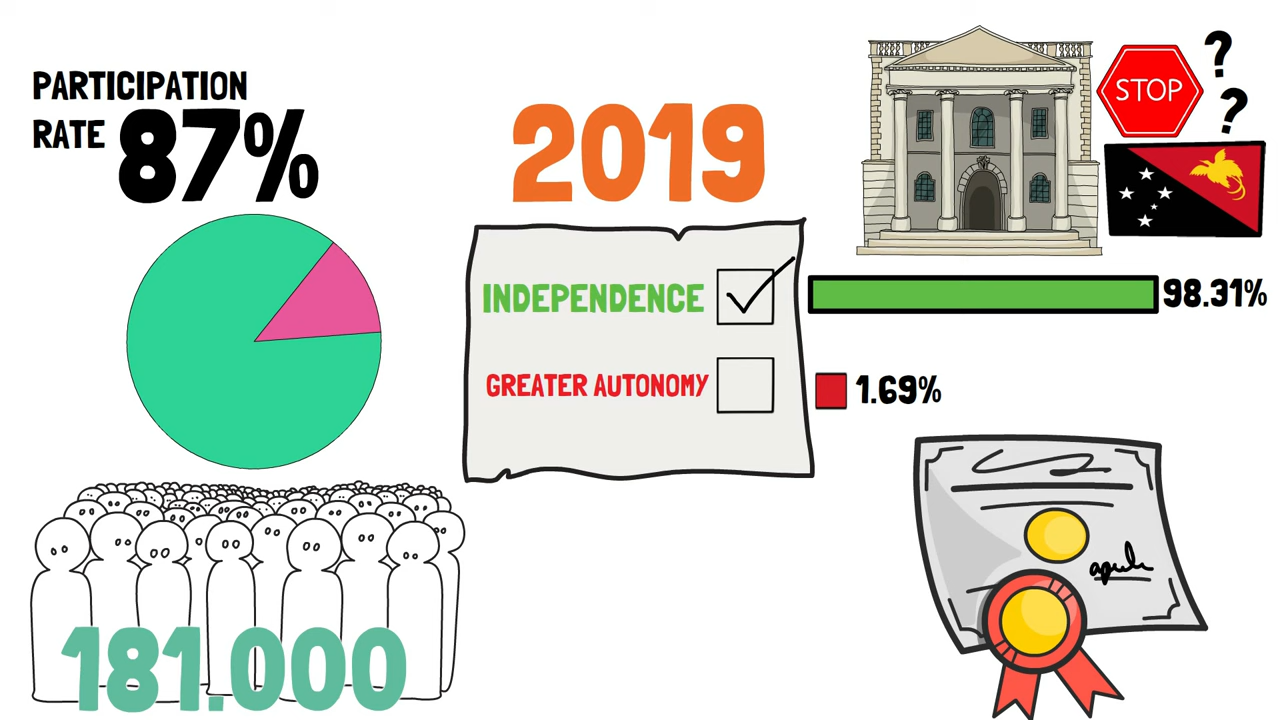 PARTICIPATION
RATE 87%
2019
STOP
?
?
INDEPENDENCE
98.31%
GREATER AUTONOMY
1.69%
181.000